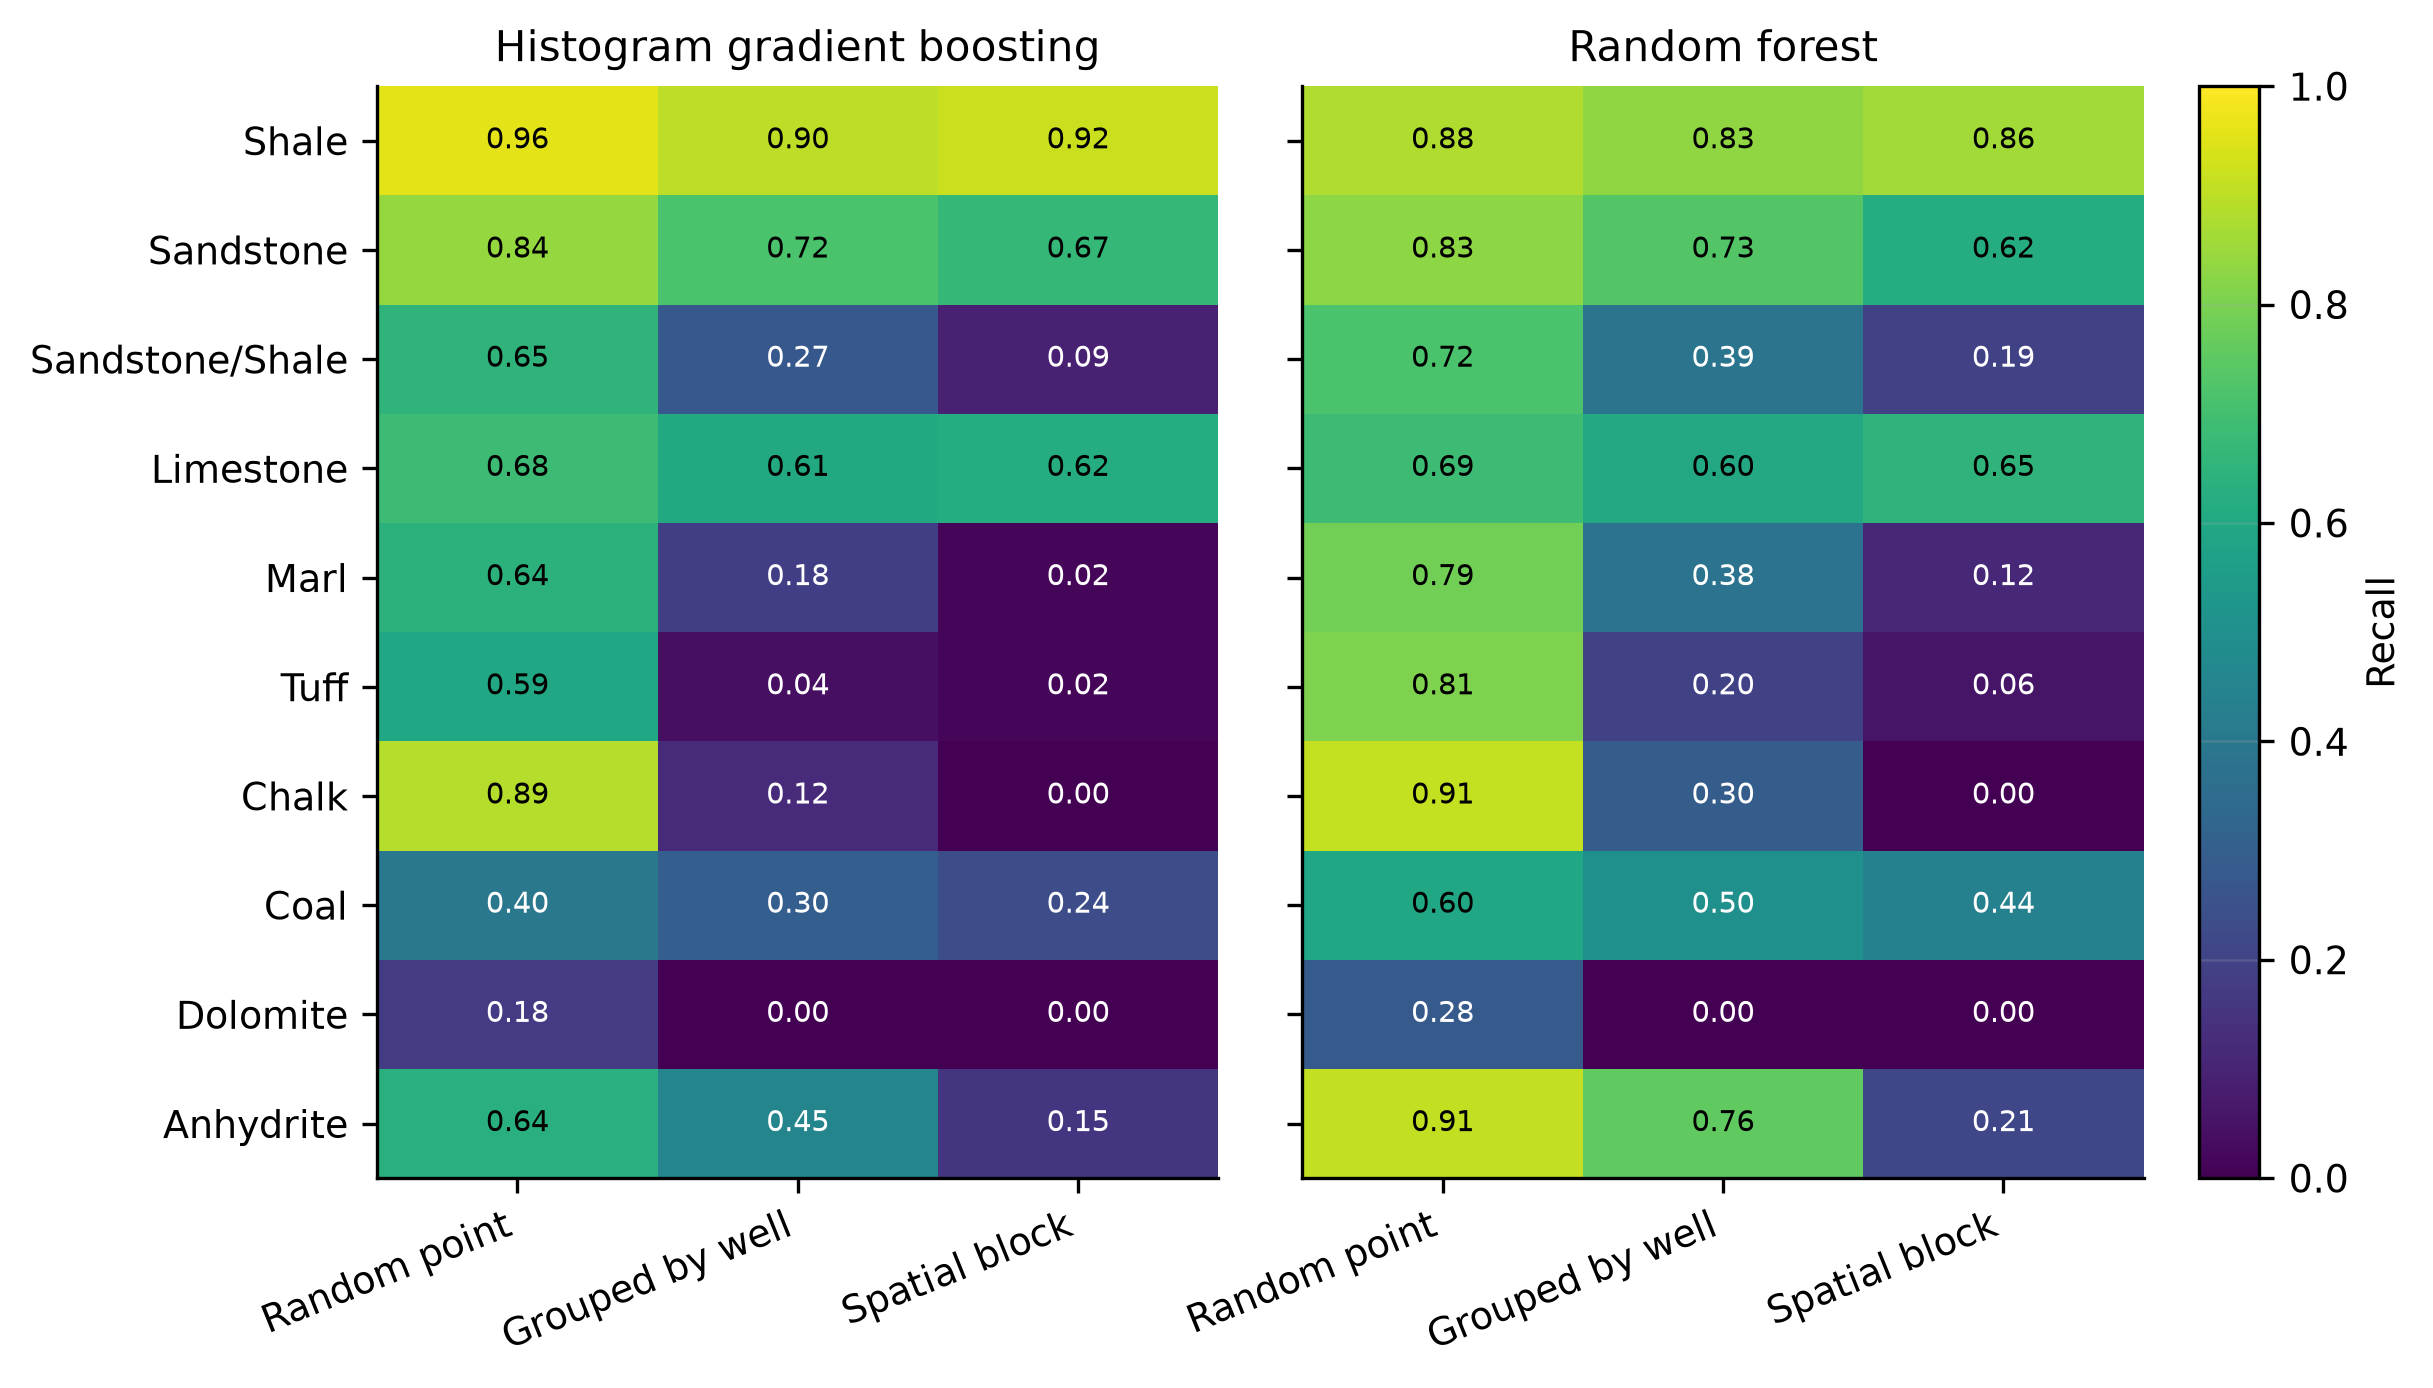 Histogram gradient boosting
Random forest
Shale 0.96 0.90 0.92 0.88 0.83 0.86
Sandstone 0.84 0.72 0.67 0.83 0.73 0.62
Sandstone/Shale 0.65 0.27 0.09 0.72 0.39 0.19
Limestone 0.68 0.61 0.62 0.69 0.60 0.65
Marl 0.64 0.18 0.02 0.79 0.38 0.12
Tuff 0.59 0.04 0.02 0.81 0.20 0.06
Chalk 0.89 0.12 0.00 0.91 0.30 0.00
Coal 0.40 0.30 0.24 0.60 0.50 0.44
Dolomite 0.18 0.00 0.00 0.28 0.00 0.00
Anhydrite 0.64 0.45 0.15 0.91 0.76 0.21
Random point
Grouped by well
Spatial block
Random point
Grouped by well
Spatial block
1.0
0.8
0.6
0.4
0.2
0.0
Recall